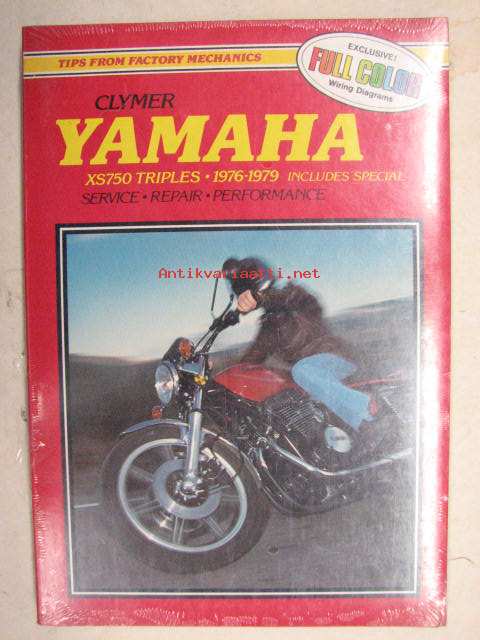 TIPS FROM FACTORY MECHANICS
EXCLUSIVE!
FULL COLOR
Wiring Diagrams
CLYMER
YAMAHA
XS750 TRIPLES • 1976-1979 INCLUDES SPECIAL
SERVICE • REPAIR • PERFORMANCE
Antikvariaatti.net